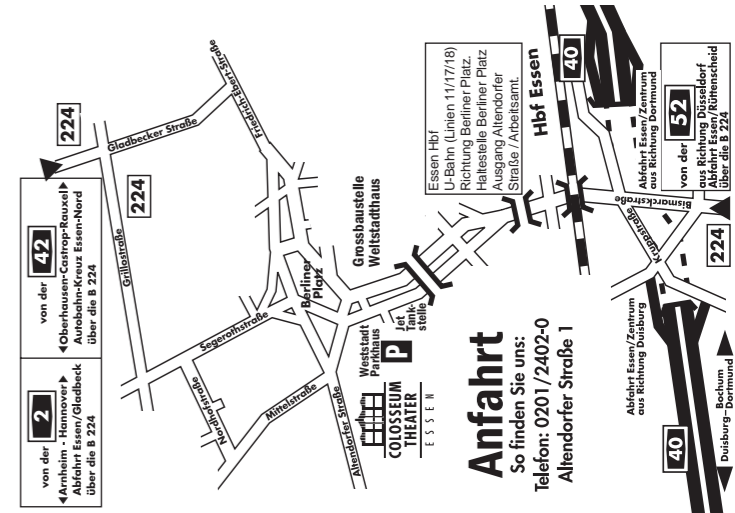 von der 2
◄Arnheim - Hannover►
Abfahrt Essen/Gladbeck
über die B 224
von der 42
◄Oberhausen-Castrop-Rauxel►
Autobahn-Kreuz Essen-Nord
über die B 224
224
224
Gladbecker Straße
Friedrich-Ebert-Straße
Grillostraße
Segerothstraße
Nordhofstraße
Mittelstraße
Altendorfer Straße
Berliner
Platz
Grossbaustelle
Weltstadthaus
Weststadt
Parkhaus
P
Jet
Tank-
stelle
COLOSSEUM
THEATER
ESSEN
Essen Hbf
U-Bahn (Linien 11/17/18)
Richtung Berliner Platz.
Haltestelle Berliner Platz
Ausgang Altendorfer
Straße /Arbeitsamt.
Hbf Essen
40
Anfahrt
So finden Sie uns:
Telefon: 0201/2402-0
Altendorfer Straße 1
Abfahrt Essen/Zentrum
aus Richtung Dortmund
von der 52
aus Richtung Düsseldorf
Abfahrt Essen/Rüttenscheid
über die B 224
Bismarckstraße
Kruppstraße
224
Abfahrt Essen/Zentrum
aus Richtung Duisburg
40
Bochum
Duisburg–Dortmund